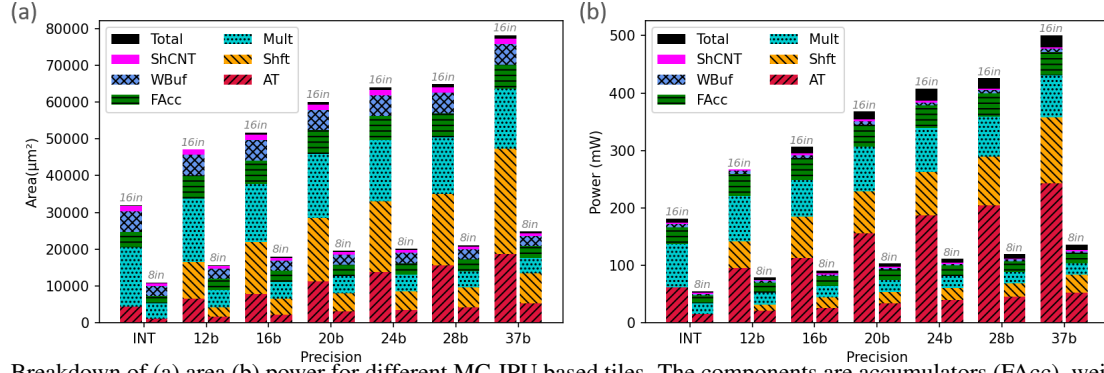 (a)
80000
70000
60000
50000
40000
30000
20000
10000
0
Area(µm²)
Total
ShCNT
WBuf
FAcc
Mult
Shft
AT
16in
8in
16in
8in
16in
8in
16in
8in
16in
8in
16in
8in
16in
8in
INT 12b 16b 20b 24b 28b 37b
Precision
(b)
500
400
300
200
100
0
Power (mW)
Total
ShCNT
WBuf
FAcc
Mult
Shft
AT
16in
8in
16in
8in
16in
8in
16in
8in
16in
8in
16in
8in
16in
8in
INT 12b 16b 20b 24b 28b 37b
Precision
Breakdown of (a) area (b) power for different MC-IPU based tiles. The components are accumulators (FAcc), wei